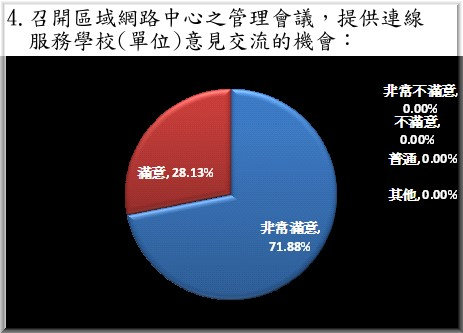 4. 召開區域網路中心之管理會議，提供連線
服務學校(單位)意見交流的機會：
非常不滿意,
0.00%
不滿意,
0.00%
普通, 0.00%
其他, 0.00%
滿意, 28.13%
非常滿意,
71.88%